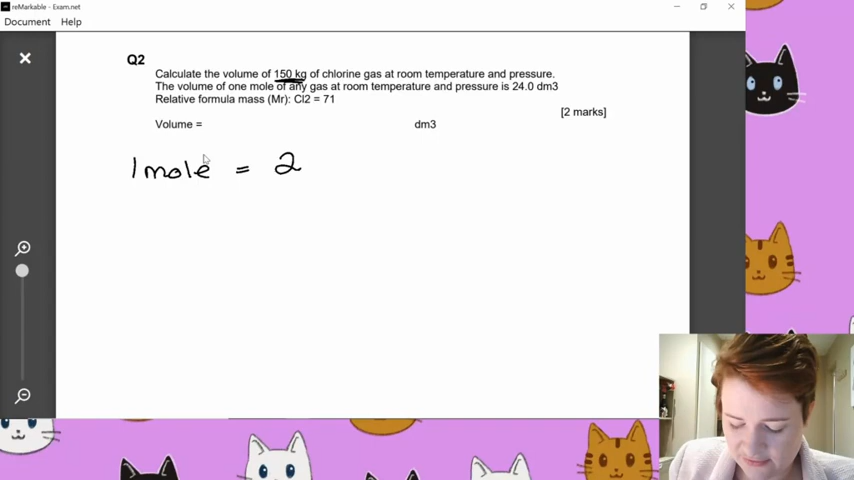 reMarkable - Exam.net
Document Help
Q2
Calculate the volume of 150 kg of chlorine gas at room temperature and pressure.
The volume of one mole of any gas at room temperature and pressure is 24.0 dm3
Relative formula mass (Mr): Cl2 = 71
[2 marks]
Volume = dm3
1 mole = 2